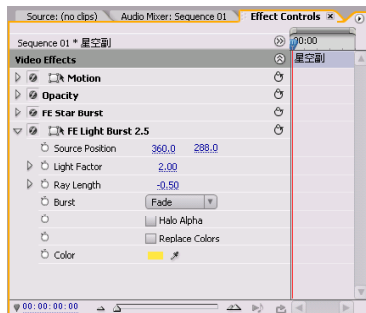 Source: (no clips) Audio Mixer: Sequence 01 Effect Controls
Sequence 01 * 星空副 00:00
Video Effects 星空副
Motion
Opacity
FE Star Burst
FE Light Burst 2.5
Source Position 360.0 288.0
Light Factor 2.00
Ray Length -0.50
Burst Fade
Halo Alpha
Replace Colors
Color
00:00:00:00